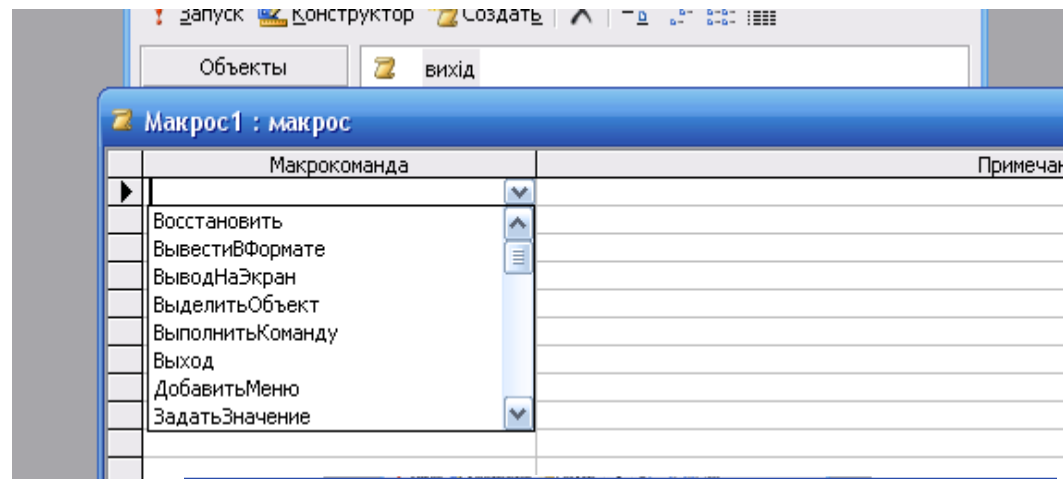 Запуск Конструктор Создать
Объекты вихід
Макрос1 : макрос
Макрокоманда Примечан
Восстановить
ВывестиВФормате
ВыводНаЭкран
ВыделитьОбъект
ВыполнитьКоманду
Выход
ДобавитьМеню
ЗадатьЗначение